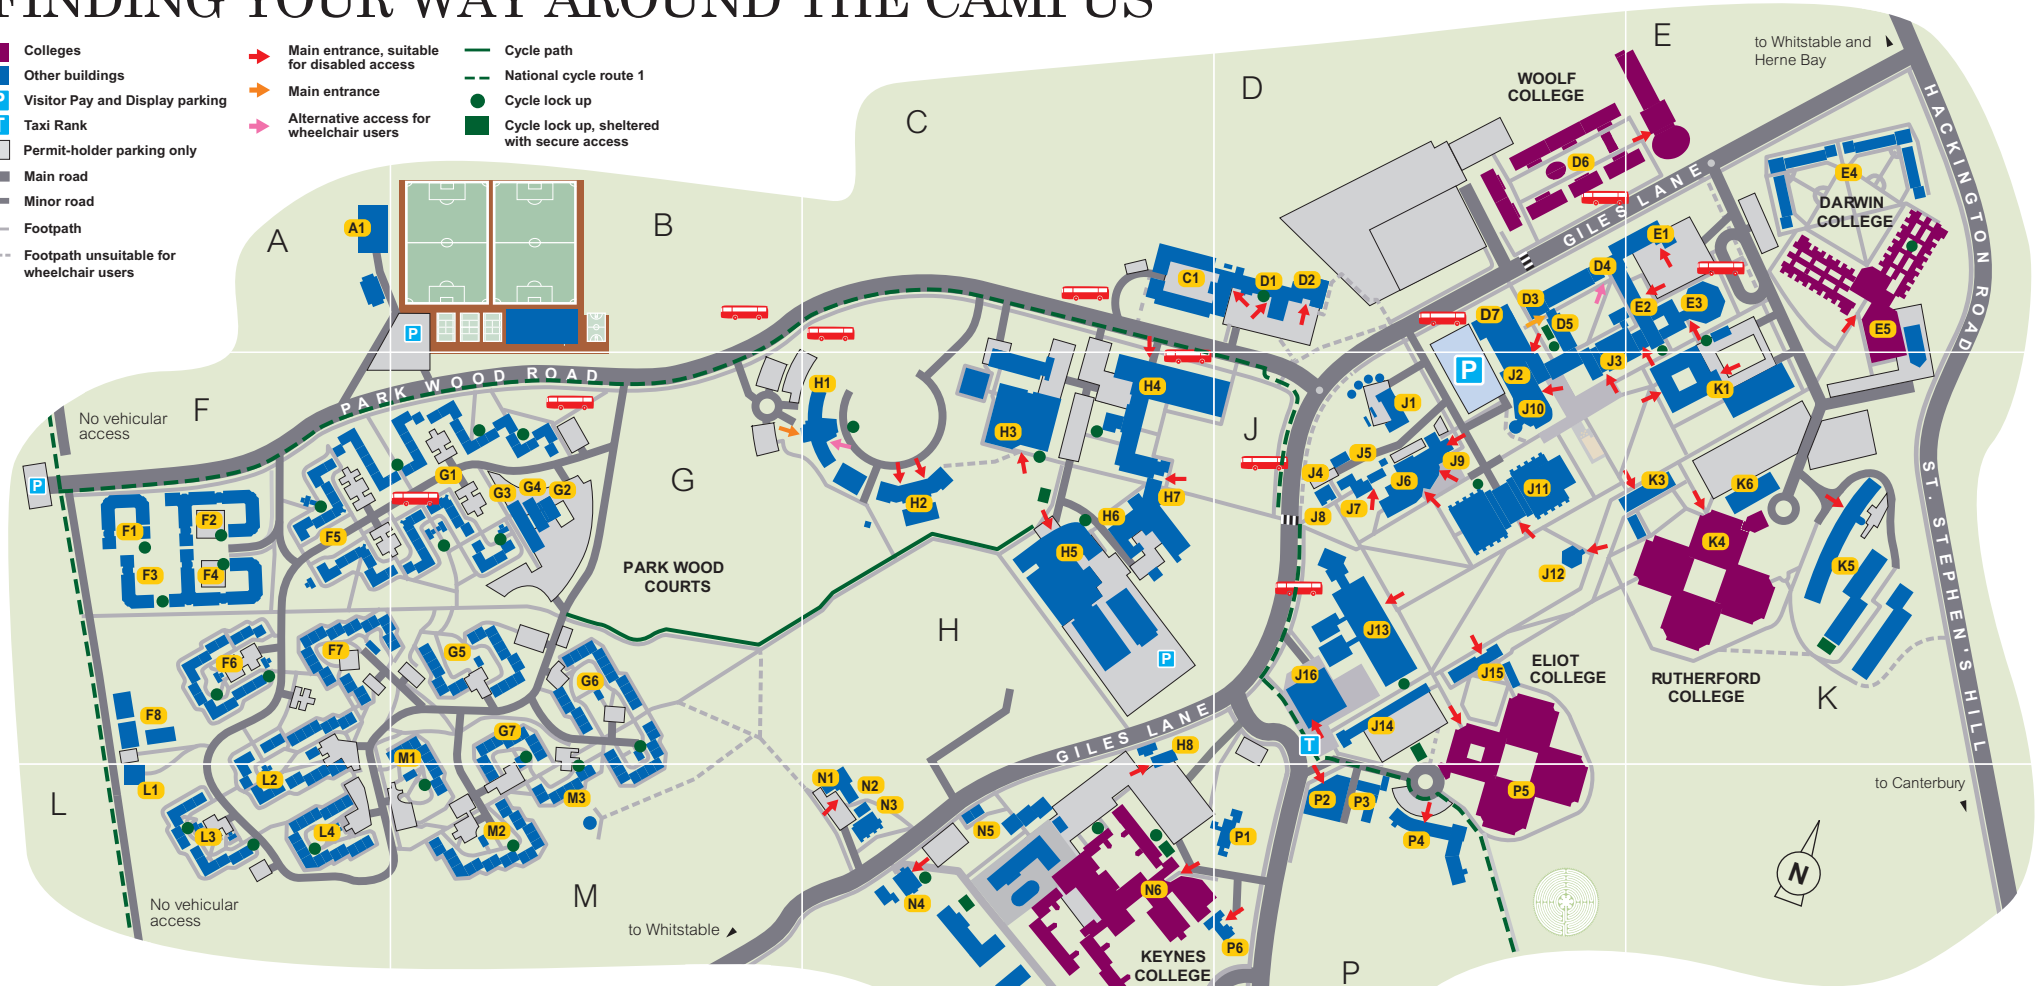 FINDING YOUR WAY AROUND THE CAMPUS
Colleges
Other buildings
P
Visitor Pay and Display parking
T
Taxi Rank
Permit-holder parking only
Main road
Minor road
Footpath
Footpath unsuitable for
wheelchair users
Main entrance, suitable
for disabled access
Main entrance
Alternative access for
wheelchair users
Cycle path
National cycle route 1
Cycle lock up
Cycle lock up, sheltered
with secure access
A
B
C
D
E
to Whitstable and
Herne Bay
WOOLF
COLLEGE
D6
HACKINGTON ROAD
GILES LANE
E4
DARWIN
COLLEGE
A1
E1
C1
D1
D2
D4
D3
E2
E3
D5
D7
E5
P
PARK WOOD ROAD
No vehicular
access
F
H1
H4
H3
J
J1
P
J2
J3
J10
K1
P
G1
G3
G4
G2
G
H2
H7
H6
H5
J5
J4
J9
J6
J7
J8
J11
K3
K6
ST. STEPHEN'S HILL
F1
F2
F5
F3
F4
PARK WOOD
COURTS
J12
K4
K5
H
J13
P
F6
F7
G5
G6
J16
J15
ELIOT
COLLEGE
RUTHERFORD
COLLEGE
K
F8
G7
GILES LANE
H8
J14
T
L
L1
L2
M1
M3
N1
N2
N3
P2
P3
P5
to Canterbury
L3
L4
M2
N5
P1
P4
N
M
N4
N6
No vehicular
access
to Whitstable
P6
KEYNES
COLLEGE
P